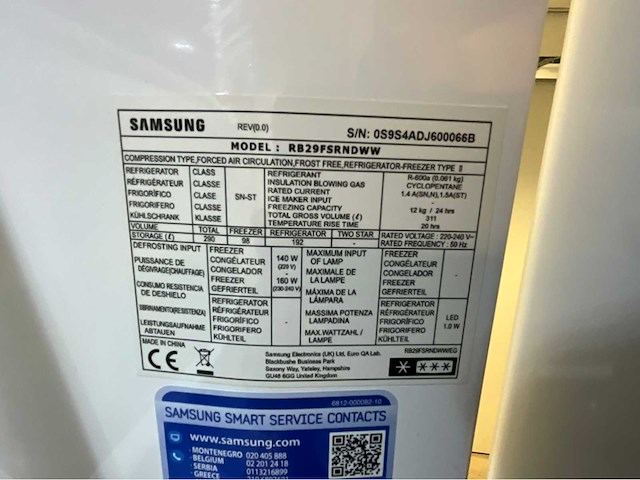 SAMSUNG REV(0.0) S/N: 0S9S4ADJ600066B
MODEL : RB29FSRNDWW
COMPRESSION TYPE,FORCED AIR CIRCULATION,FROST FREE,REFRIGERATOR-FREEZER TYPE II
REFRIGERATOR CLASS REFRIGERANT R-600a (0.061 kg)
RÉFRIGÉRATEUR CLASSE INSULATION BLOWING GAS CYCLOPENTANE
FRIGORÍFICO CLASE SN-ST RATED CURRENT 1.4 A(SN,N),1.5A(ST)
FRIGORIFERO CLASSE ICE MAKER INPUT -
KÜHLSCHRANK KLASSE FREEZING CAPACITY 12 kg / 24 hrs
TOTAL GROSS VOLUME (ℓ) 311
TEMPERATURE RISE TIME 20 hrs
VOLUME TOTAL FREEZER REFRIGERATOR TWO STAR RATED VOLTAGE : 220-240 V~
STORAGE (ℓ) 290 98 192 - RATED FREQUENCY : 50 Hz
DEFROSTING INPUT
PUISSANCE DE
DÉGIVRAGE(CHAUFFAGE)
CONSUMO RESISTENCIA
DE DESHIELO
SBRINAMENTO(RESISTENZA)
LEISTUNGSAUFNAHME
ABTAUEN
FREEZER
CONGÉLATEUR
CONGELADOR
FREEZER
GEFRIERTEIL
140 W
(220 V)
-
160 W
(230-240 V)
REFRIGERATOR
RÉFRIGÉRATEUR
FRIGORÍFICO
FRIGORIFERO
KÜHLTEIL
-
MAXIMUM INPUT
OF LAMP
MAXIMALE DE
LA LAMPE
MÁXIMA DE LA
LÁMPARA
MASSIMA POTENZA
LAMPADINA
MAX.WATTZAHL /
LAMPE
FREEZER
CONGÉLATEUR
CONGELADOR
FREEZER
GEFRIERTEIL
-
REFRIGERATOR
RÉFRIGÉRATEUR
FRIGORÍFICO
FRIGORIFERO
KÜHLTEIL
LED
1.0 W
MADE IN CHINA
CE
Samsung Electronics (UK) Ltd, Euro QA Lab.
Blackbushe Business Park
Saxony Way, Yateley, Hampshire
GU46 6GG United Kingdom
RB29FSRNDWW/EG
6812-000082-10
SAMSUNG SMART SERVICE CONTACTS
www.samsung.com
MONTENEGRO 020 405 888
BELGIUM 02 201 24 18
SERBIA 0113216899
GREECE